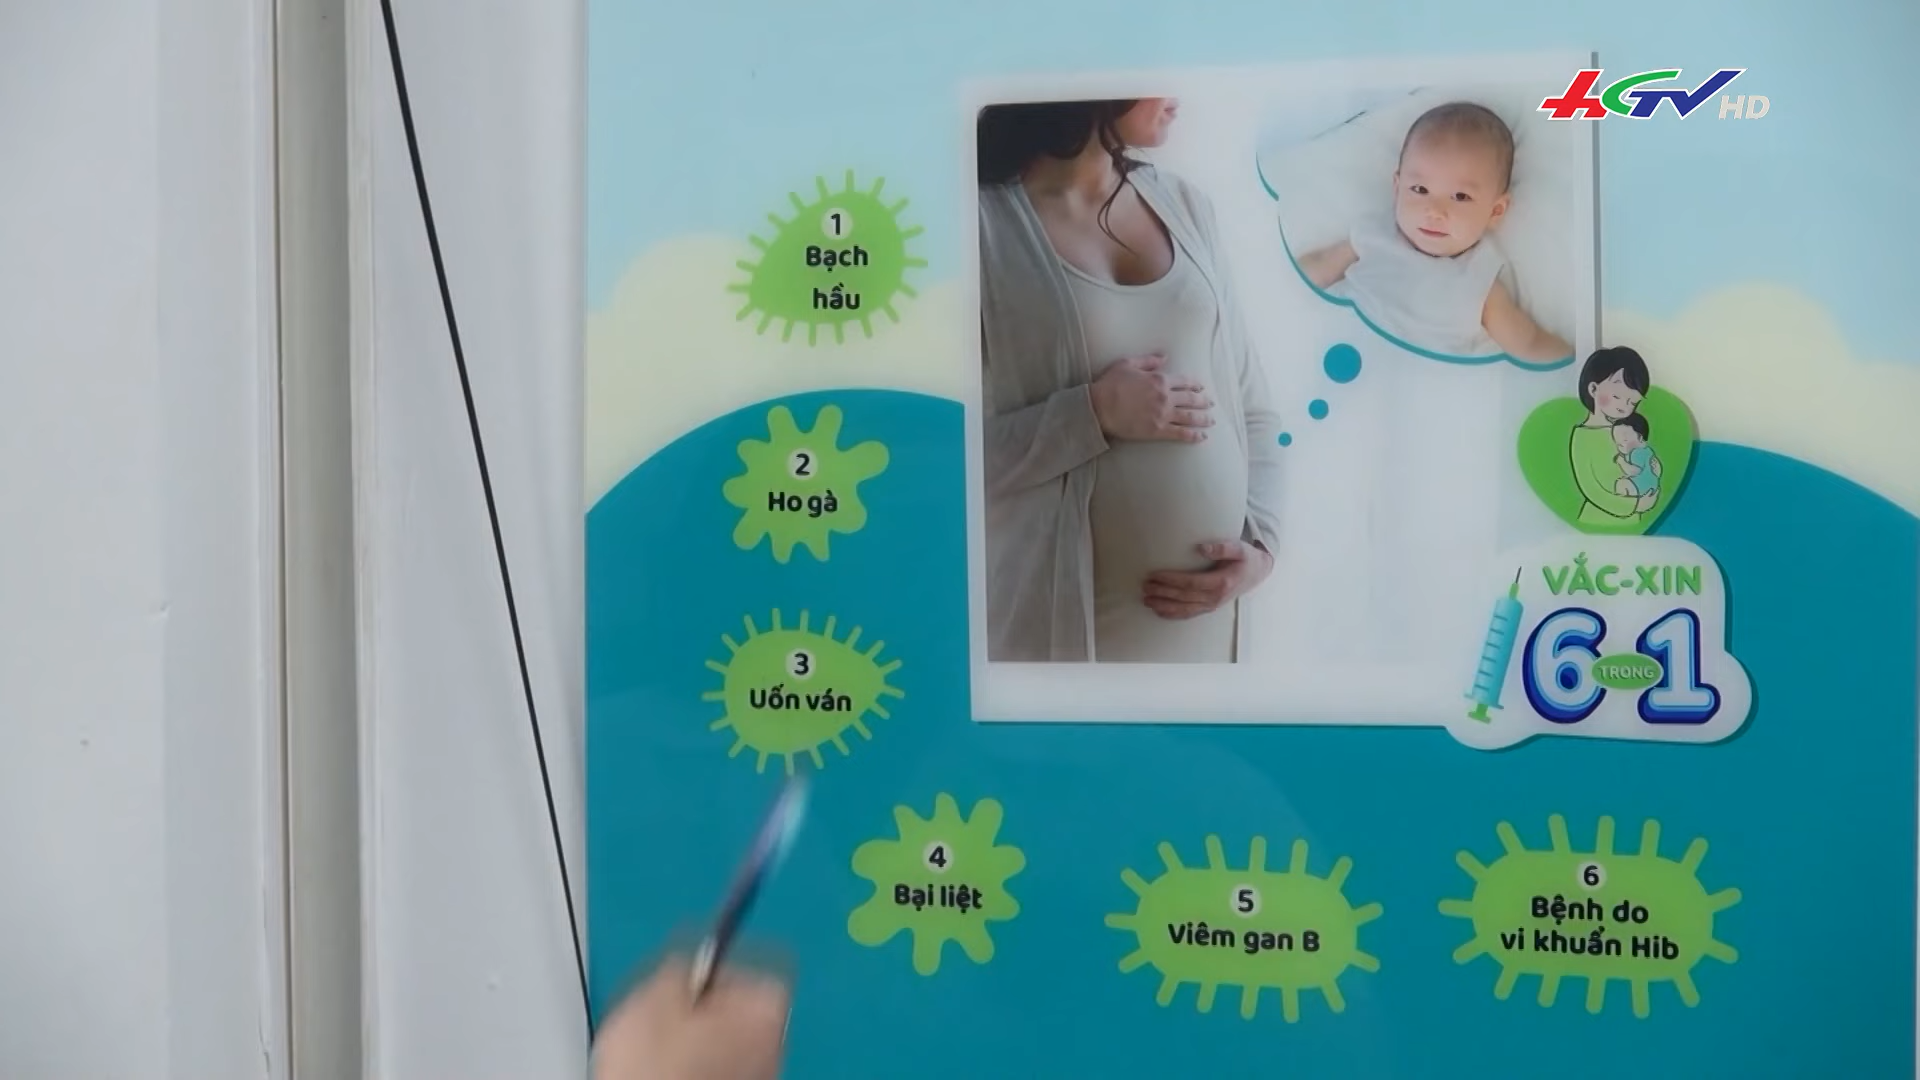 HGTV HD
1
Bạch
hầu
2
Ho gà
3
Uốn ván
VẮC-XIN
6 TRONG 1
4
Bại liệt
5
Viêm gan B
6
Bệnh do
vi khuẩn Hib